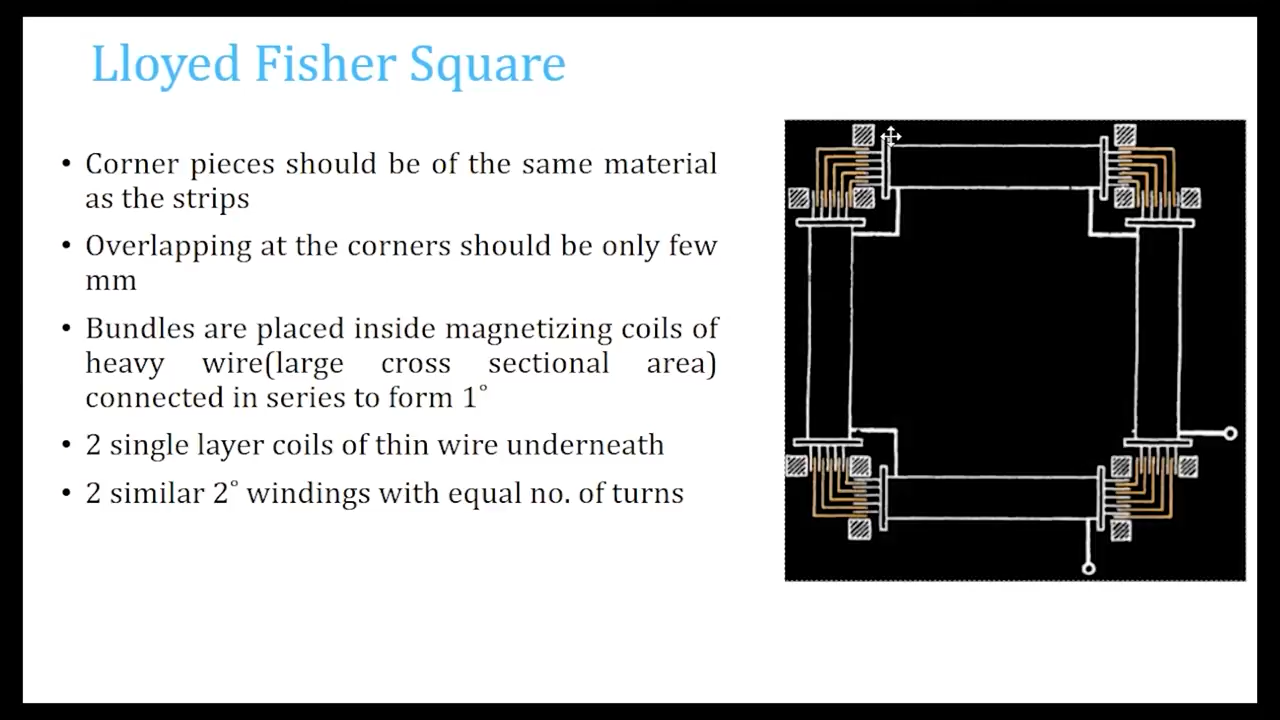 Lloyed Fisher Square
• Corner pieces should be of the same material
as the strips
• Overlapping at the corners should be only few
mm
• Bundles are placed inside magnetizing coils of
heavy wire(large cross sectional area)
connected in series to form 1°
• 2 single layer coils of thin wire underneath
• 2 similar 2° windings with equal no. of turns